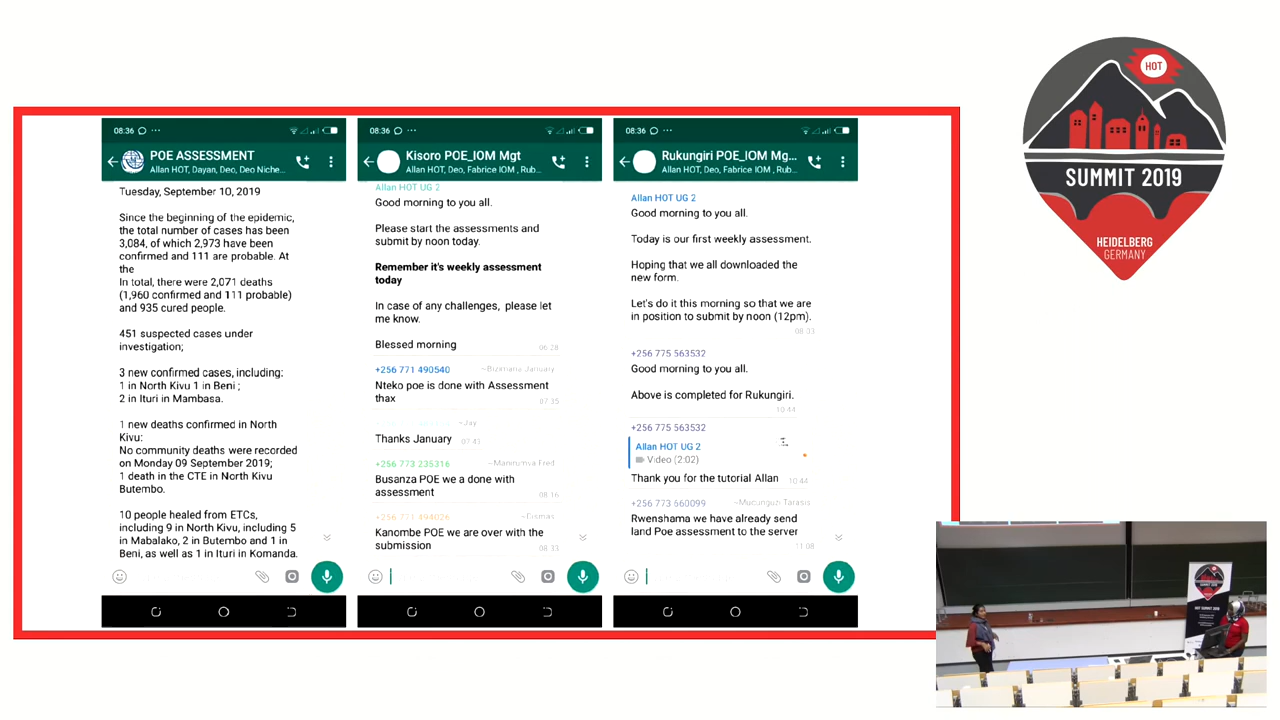 08:36
POE ASSESSMENT
Allan HOT, Dayan, Deo, Deo Niche...
Tuesday, September 10, 2019
Since the beginning of the epidemic,
the total number of cases has been
3,084, of which 2,973 have been
confirmed and 111 are probable. At
the
In total, there were 2,071 deaths
(1,960 confirmed and 111 probable)
and 935 cured people.
451 suspected cases under
investigation;
3 new confirmed cases, including:
1 in North Kivu 1 in Beni ;
2 in Ituri in Mambasa.
1 new deaths confirmed in North
Kivu:
No community deaths were recorded
on Monday 09 September 2019;
1 death in the CTE in North Kivu
Butembo.
10 people healed from ETCs,
including 9 in North Kivu, including 5
in Mabalako, 2 in Butembo and 1 in
Beni, as well as 1 in Ituri in Komanda.
08:36
Kisoro POE_IOM Mgt
Allan HOT, Deo, Fabrice IOM , Rub...
Allan HOT UG 2
Good morning to you all.
Please start the assessments and
submit by noon today.
Remember it's weekly assessment
today
In case of any challenges, please let
me know.
Blessed morning
06:28
+256 771 490540 ~Bizimana January
Nteko poe is done with Assessment
thax
07:35
~Jay
Thanks January 07:43
+256 773 235316
Busanza POE we a done with
assessment
08:16
+256 771 494026 ~Dismas
Kanombe POE we are over with the
submission
08:33
08:36
Rukungiri POE_IOM Mg...
Allan HOT, Deo, Fabrice IOM , Rub...
Allan HOT UG 2
Good morning to you all.
Today is our first weekly assessment.
Hoping that we all downloaded the
new form.
Let's do it this morning so that we are
in position to submit by noon (12pm).
08:03
+256 775 563532
Good morning to you all.
Above is completed for Rukungiri.
10:44
+256 775 563532
Allan HOT UG 2
Video (2:02)
Thank you for the tutorial Allan 10:44
+256 773 660099 ~Mucunguzi Tarasis
Rwenshama we have already send
land Poe assessment to the server
11:08
HOT
SUMMIT 2019
HEIDELBERG
GERMANY
SUMMIT 2019
HOT SUMMIT 2019